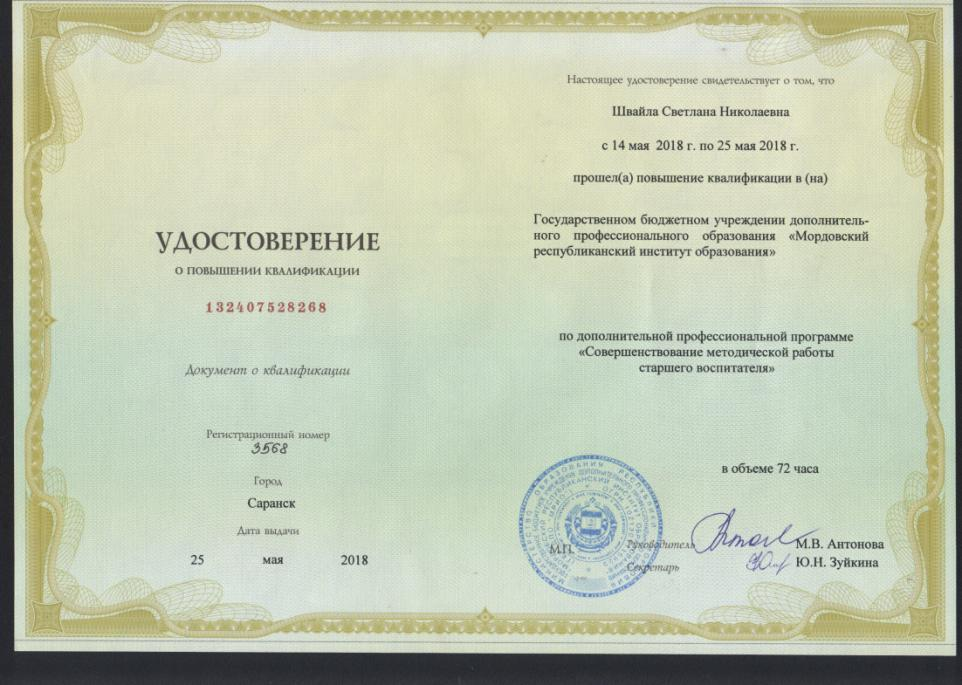 УДОСТОВЕРЕНИЕ
О ПОВЫШЕНИИ КВАЛИФИКАЦИИ
132407528268
Документ о квалификации
Регистрационный номер
3568
Город
Саранск
Дата выдачи
25 мая 2018
Настоящее удостоверение свидетельствует о том, что
Швайла Светлана Николаевна
с 14 мая 2018 г. по 25 мая 2018 г.
прошел(а) повышение квалификации в (на)
Государственном бюджетном учреждении дополнитель-
ного профессионального образования «Мордовский
республиканский институт образования»
по дополнительной профессиональной программе
«Совершенствование методической работы
старшего воспитателя»
в объеме 72 часа
М.П.
Руководитель М.В. Антонова
Секретарь Ю.Н. Зуйкина